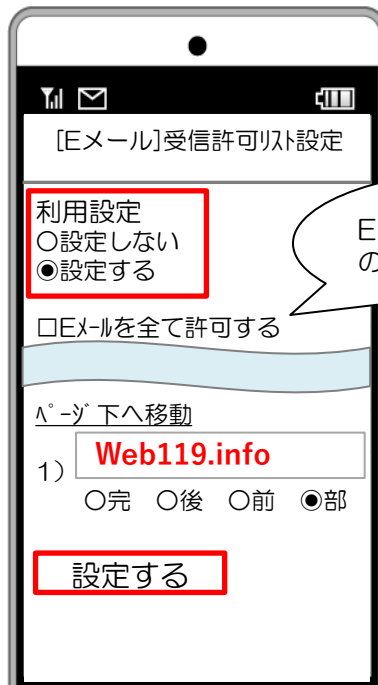 [Eメール]受信許可リスト設定
利用設定
○設定しない
◉設定する
E
の
□Eメールを全て許可する
ページ下へ移動
1) Web119.info
○完 ○後 ○前 ◉部
設定する